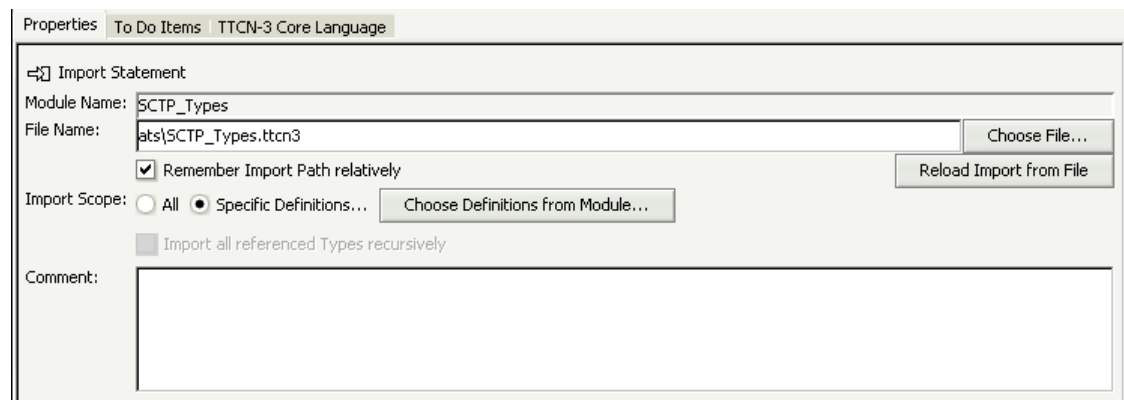 Properties To Do Items TTCN-3 Core Language
Import Statement
Module Name: SCTP_Types
File Name: ats\SCTP_Types.ttcn3 Choose File...
Remember Import Path relatively Reload Import from File
Import Scope: All Specific Definitions... Choose Definitions from Module...
Import all referenced Types recursively
Comment: